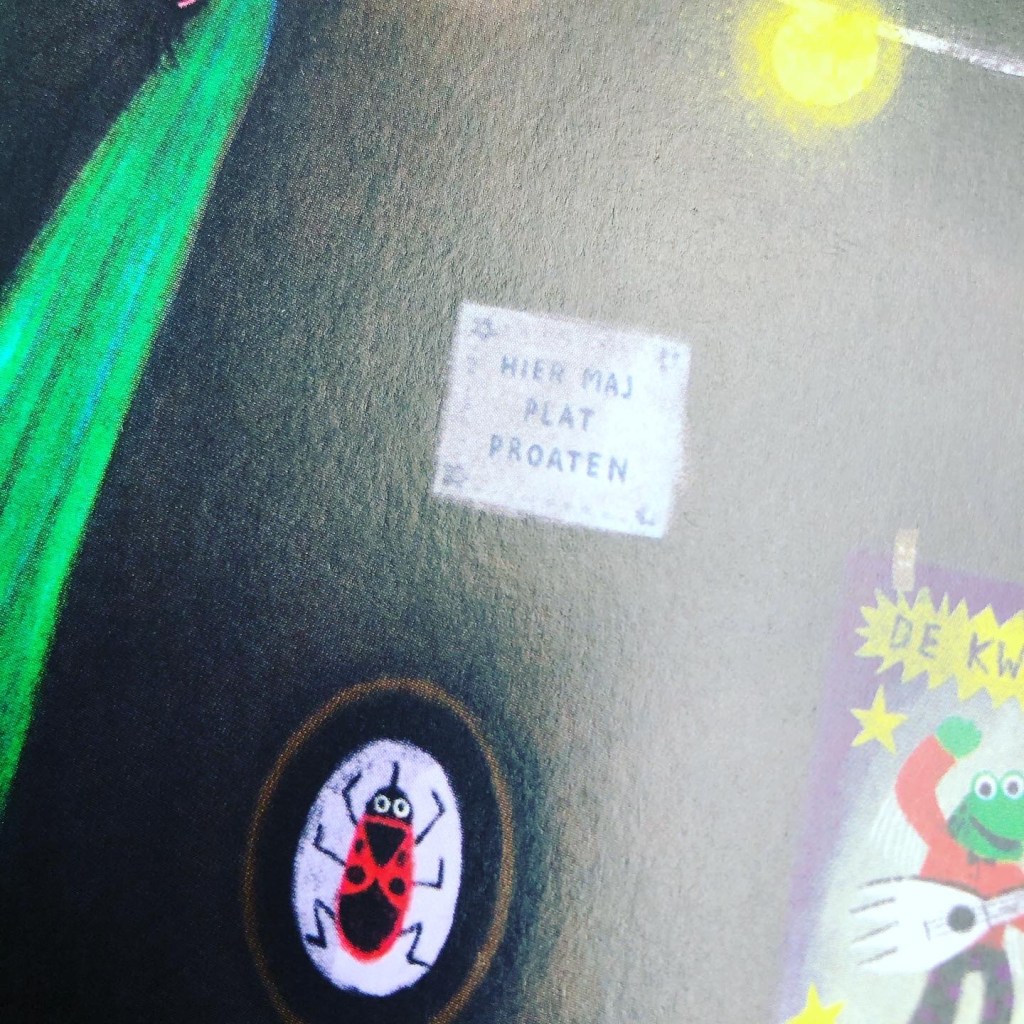 HIER MAJ
PLAT
PROATEN
DE KW